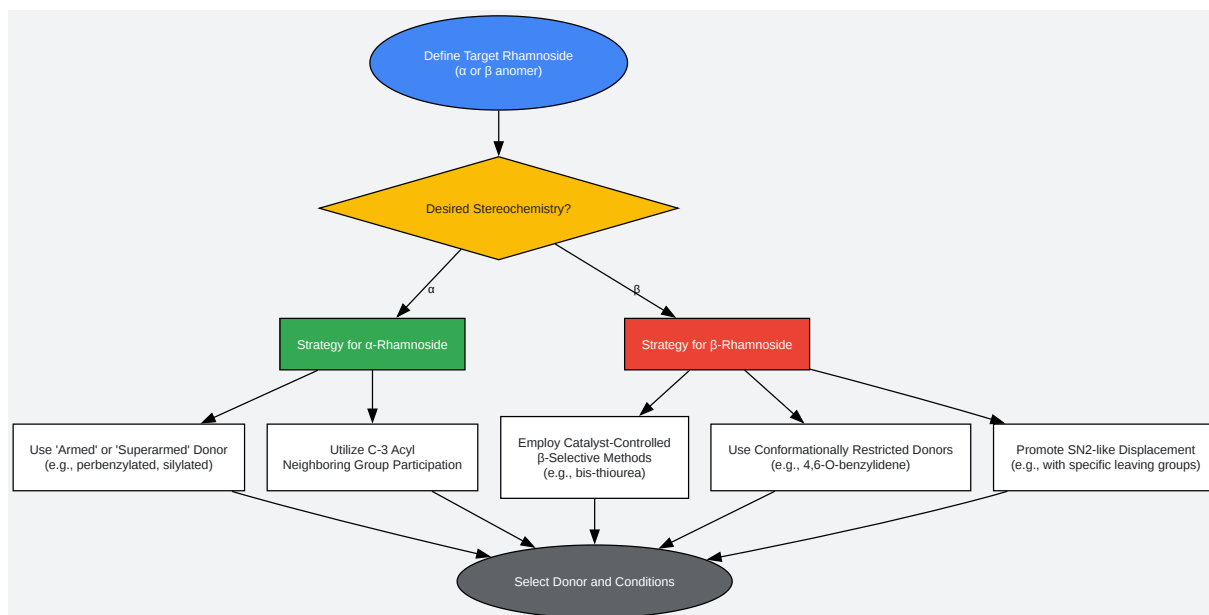 Define Target Rhamnoside
(α or β anomer)
Desired Stereochemistry?
α
β
Strategy for α-Rhamnoside
Strategy for β-Rhamnoside
Use 'Armed' or 'Superarmed' Donor
(e.g., perbenzylated, silylated)
Utilize C-3 Acyl
Neighboring Group Participation
Employ Catalyst-Controlled
β-Selective Methods
(e.g., bis-thiourea)
Use Conformationally Restricted Donors
(e.g., 4,6-O-benzylidene)
Promote SN2-like Displacement
(e.g., with specific leaving groups)
Select Donor and Conditions